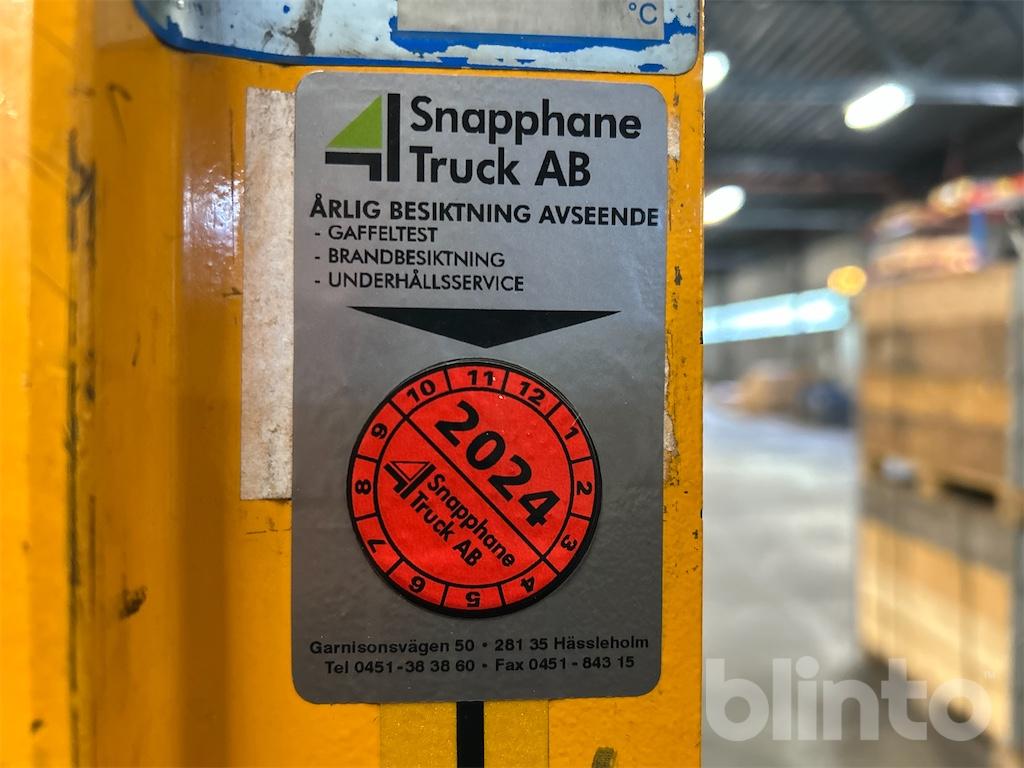 °C
Snapphane
Truck AB
ÅRLIG BESIKTNING AVSEENDE
- GAFFELTEST
- BRANDBESIKTNING
- UNDERHÅLLSSERVICE
10 11 12 1 2 3 4 5 6 7 8 9
2024
Snapphane
Truck AB
Garnisonsvägen 50 • 281 35 Hässleholm
Tel 0451-38 38 60 • Fax 0451-843 15
blinto™